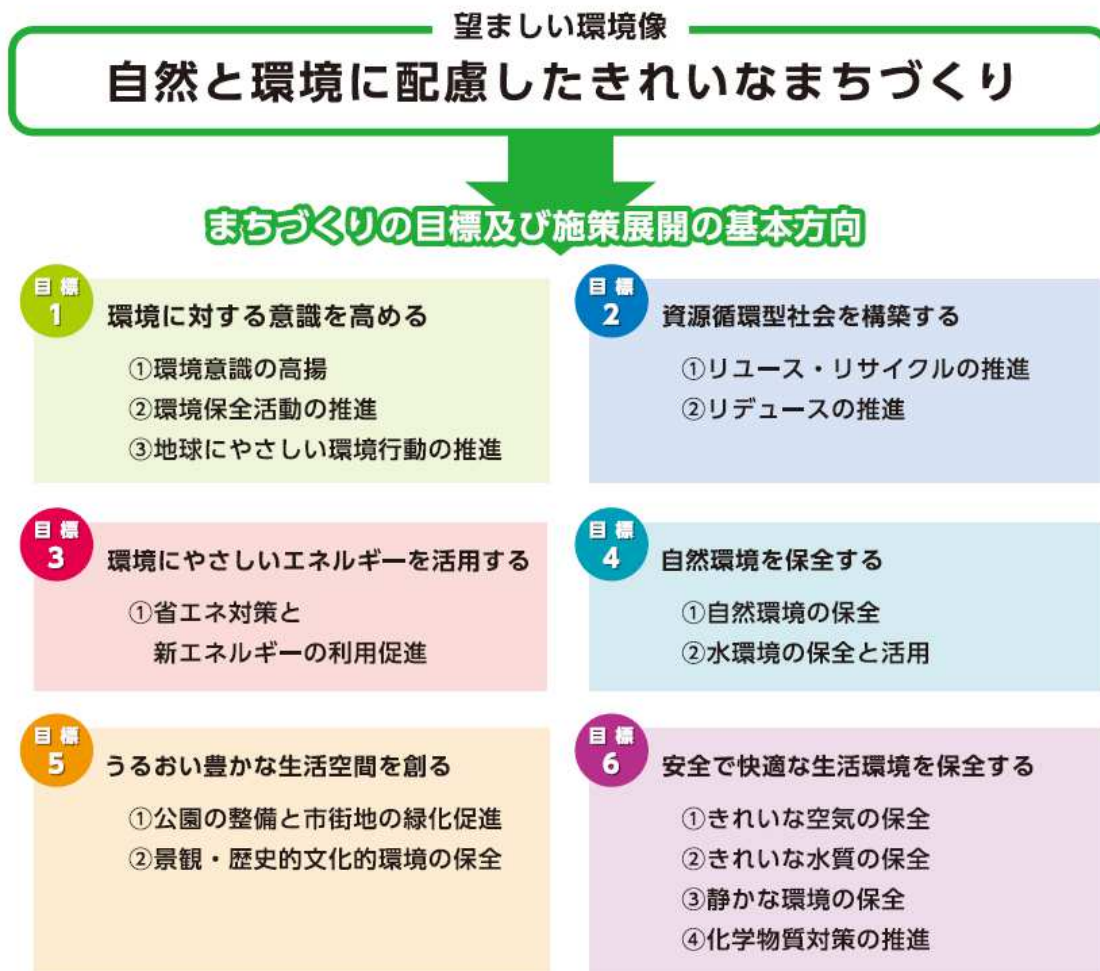 望ましい環境像
自然と環境に配慮したきれいなまちづくり
まちづくりの目標及び施策展開の基本方向
目標
1
環境に対する意識を高める
①環境意識の高揚
②環境保全活動の推進
③地球にやさしい環境行動の推進
目標
2
資源循環型社会を構築する
①リユース・リサイクルの推進
②リデュースの推進
目標
3
環境にやさしいエネルギーを活用する
①省エネ対策と
新エネルギーの利用促進
目標
4
自然環境を保全する
①自然環境の保全
②水環境の保全と活用
目標
5
うるおい豊かな生活空間を創る
①公園の整備と市街地の緑化促進
②景観・歴史的文化的環境の保全
目標
6
安全で快適な生活環境を保全する
①きれいな空気の保全
②きれいな水質の保全
③静かな環境の保全
④化学物質対策の推進